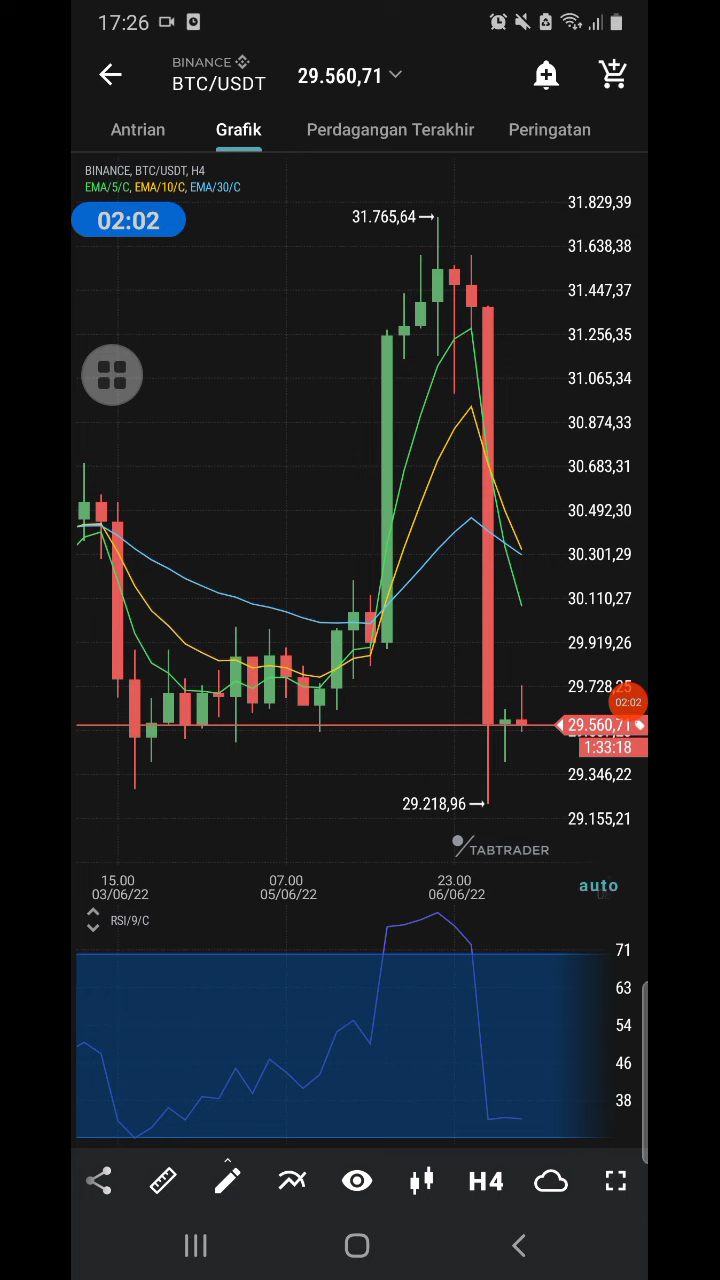 17:26
BINANCE
BTC/USDT
29.560,71
Antrian Grafik Perdagangan Terakhir Peringatan
BINANCE, BTC/USDT, H4
EMA/5/C, EMA/10/C, EMA/30/C
02:02
31.765,64
31.829,39
31.638,38
31.447,37
31.256,35
31.065,34
30.874,33
30.683,31
30.492,30
30.301,29
30.110,27
29.919,26
29.728,25
02:02
29.560,71
1:33:18
29.346,22
29.218,96
29.155,21
TABTRADER
15.00 07.00 23.00
03/06/22 05/06/22 06/06/22
auto
RSI/9/C
71
63
54
46
38
H4